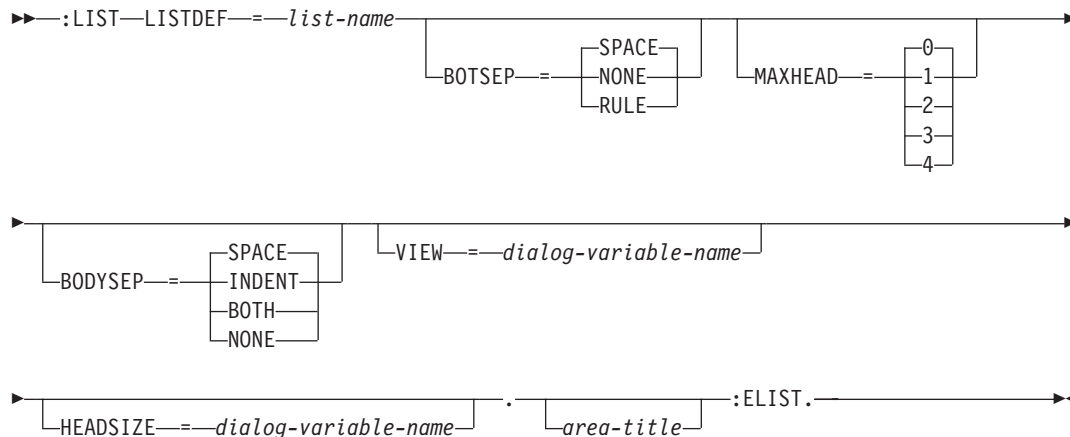 :LIST LISTDEF = list-name
BOTSEP =
SPACE
NONE
RULE
MAXHEAD =
0
1
2
3
4
BODYSEP =
SPACE
INDENT
BOTH
NONE
VIEW = dialog-variable-name
HEADSIZE = dialog-variable-name
.
area-title
:ELIST.